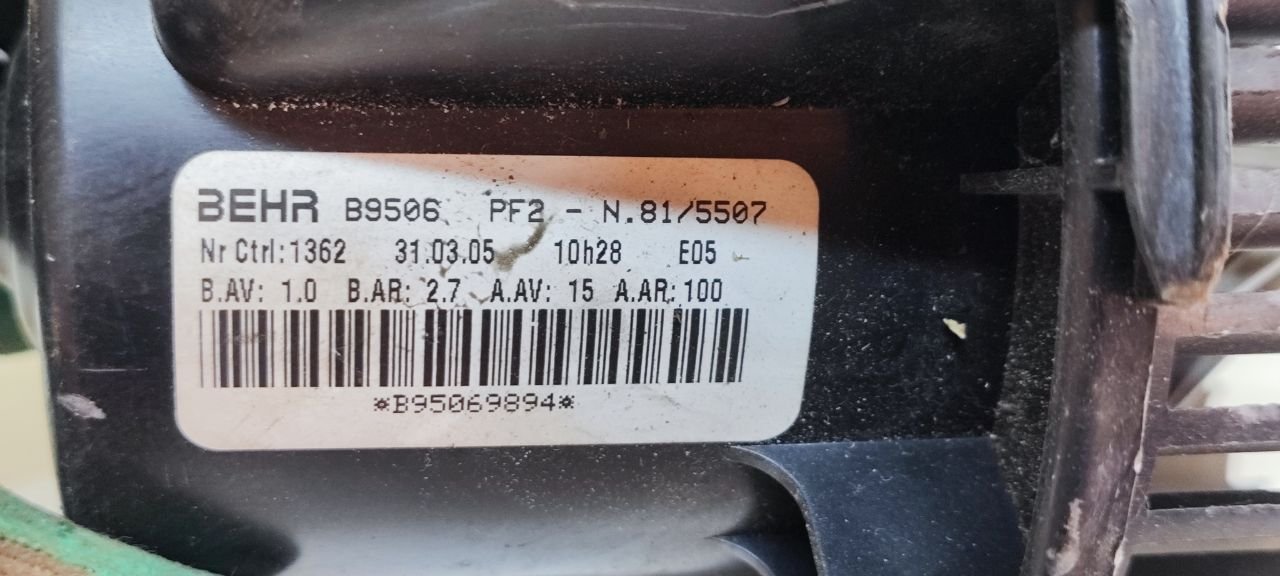 BEHR B9506 PF2 - N.81/5507
Nr Ctrl:1362 31.03.05 10h28 E05
B.AV: 1.0 B.AR: 2.7 A.AV: 15 A.AR:100
*B95069894*